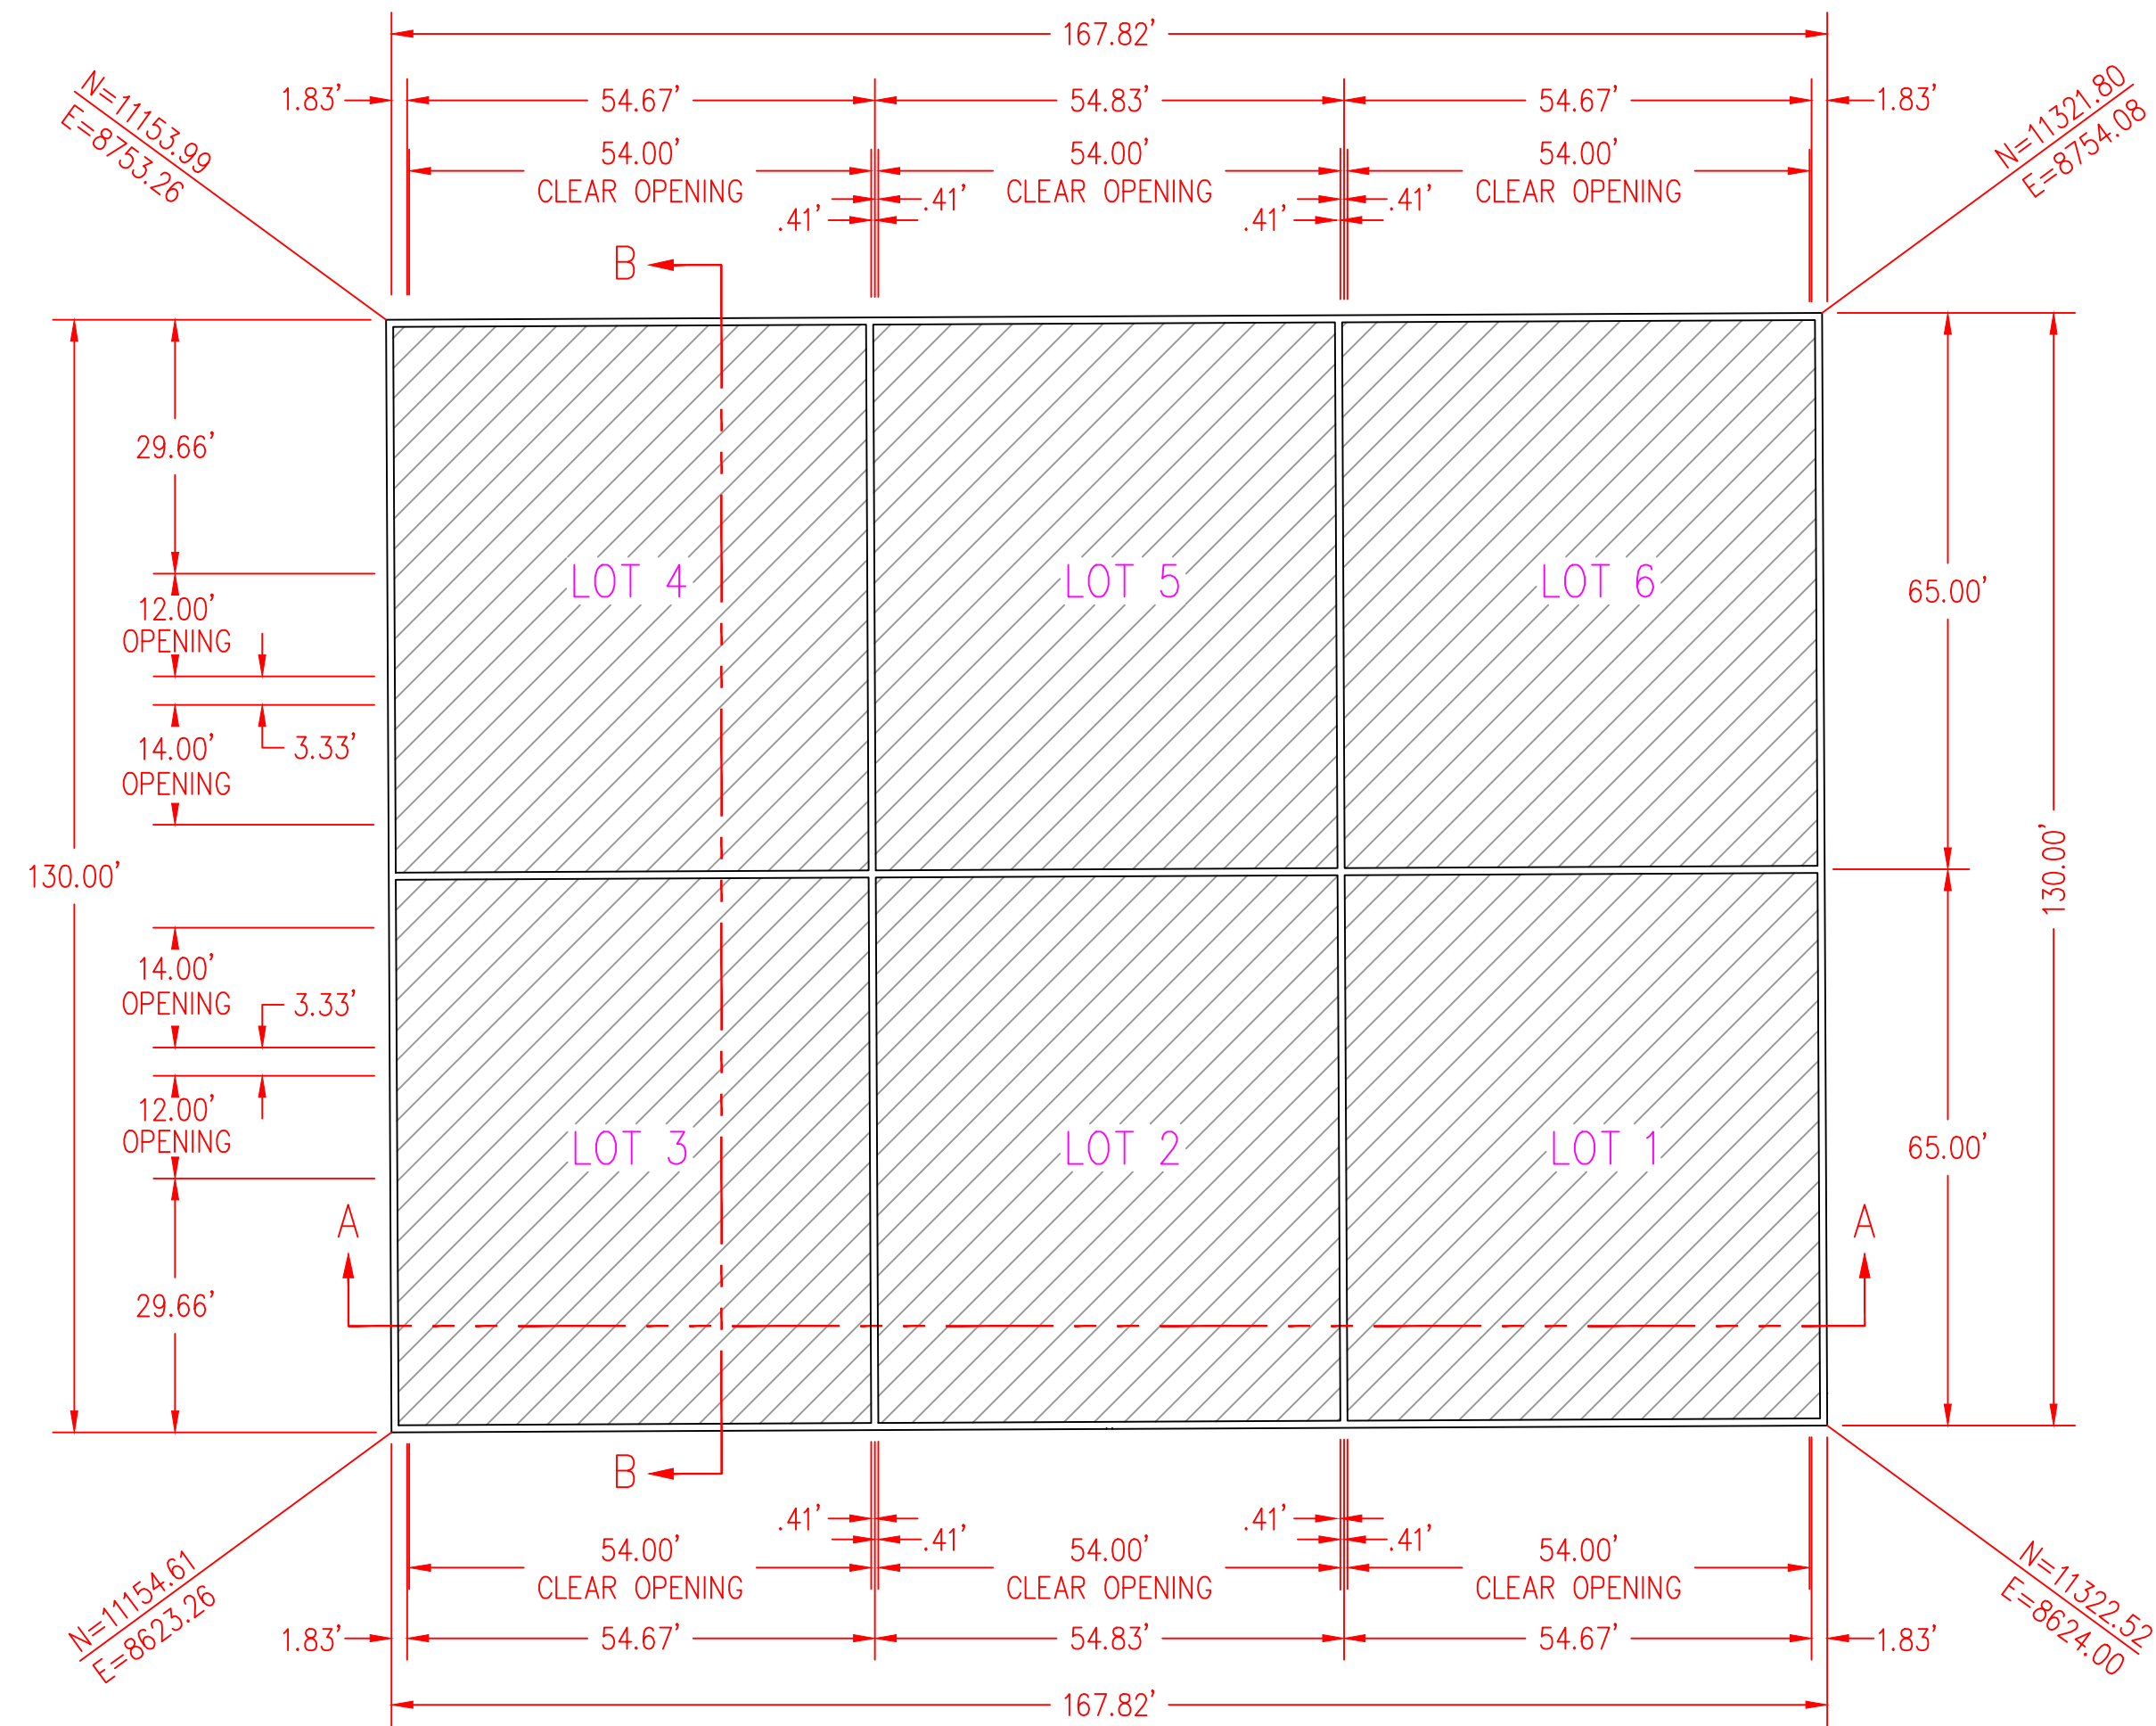 167.82'
1.83'
54.67'
54.83'
54.67'
1.83'
N=11153.99
E=8753.26
N=11321.80
E=8754.08
54.00'
CLEAR OPENING
54.00'
CLEAR OPENING
54.00'
CLEAR OPENING
.41'
.41'
.41'
.41'
B
29.66'
12.00'
OPENING
3.33'
14.00'
OPENING
LOT 4
LOT 5
LOT 6
65.00'
130.00'
130.00'
14.00'
OPENING
3.33'
12.00'
OPENING
LOT 3
LOT 2
LOT 1
65.00'
A
A
29.66'
B
.41'
.41'
.41'
.41'
54.00'
CLEAR OPENING
54.00'
CLEAR OPENING
54.00'
CLEAR OPENING
N=11154.61
E=8623.26
N=11322.52
E=8624.00
1.83'
54.67'
54.83'
54.67'
1.83'
167.82'